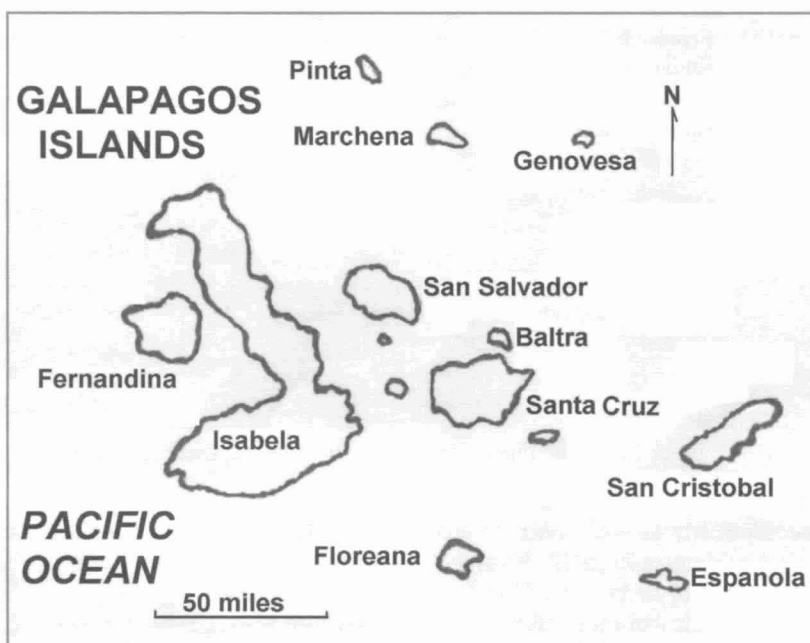 Pinta
GALAPAGOS
ISLANDS
N
Marchena
Genovesa
San Salvador
Baltra
Fernandina
Santa Cruz
Isabela
San Cristobal
PACIFIC
OCEAN
Floreana
Espanola
50 miles